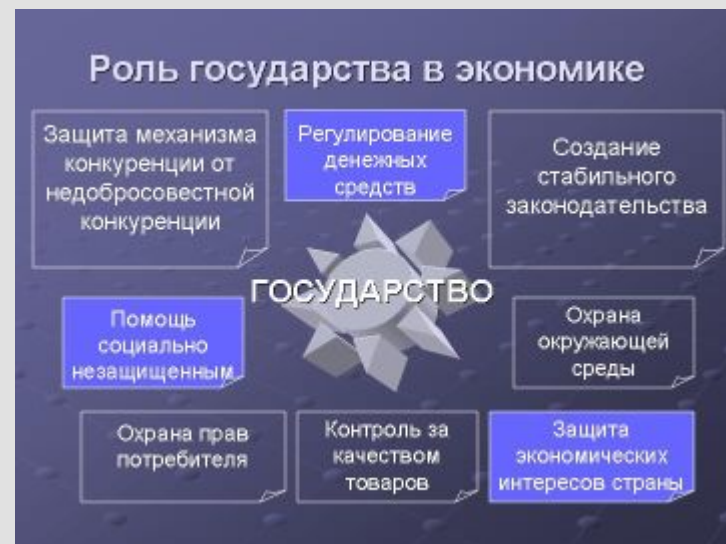 Роль государства в экономике
Защита механизма
конкуренции от
недобросовестной
конкуренции
Регулирование
денежных
средств
Создание
стабильного
законодательства
ГОСУДАРСТВО
Помощь
социально
незащищенным
Охрана
окружающей
среды
Охрана прав
потребителя
Контроль за
качеством
товаров
Защита
экономических
интересов страны